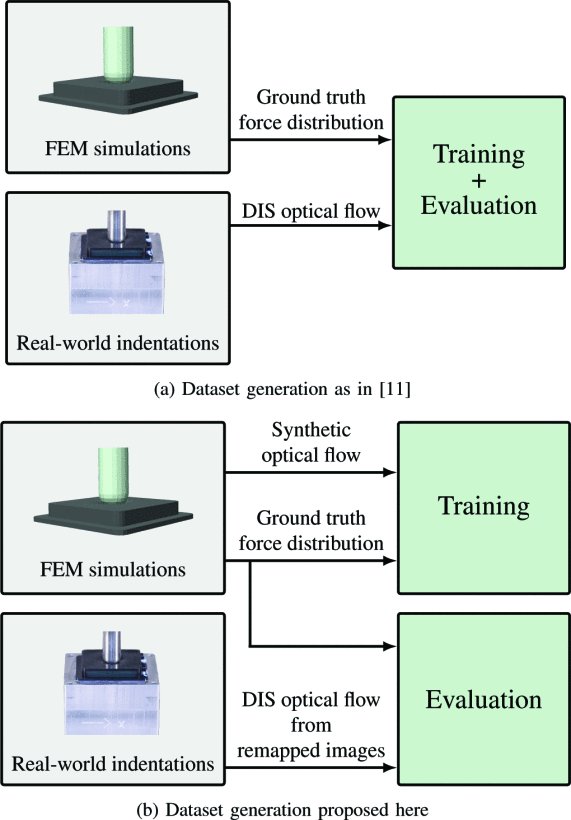 FEM simulations
Ground truth
force distribution
DIS optical flow
Training
+
Evaluation
Real-world indentations
(a) Dataset generation as in [11]
Synthetic
optical flow
Training
Ground truth
force distribution
FEM simulations
Evaluation
DIS optical flow
from
remapped images
Real-world indentations
(b) Dataset generation proposed here